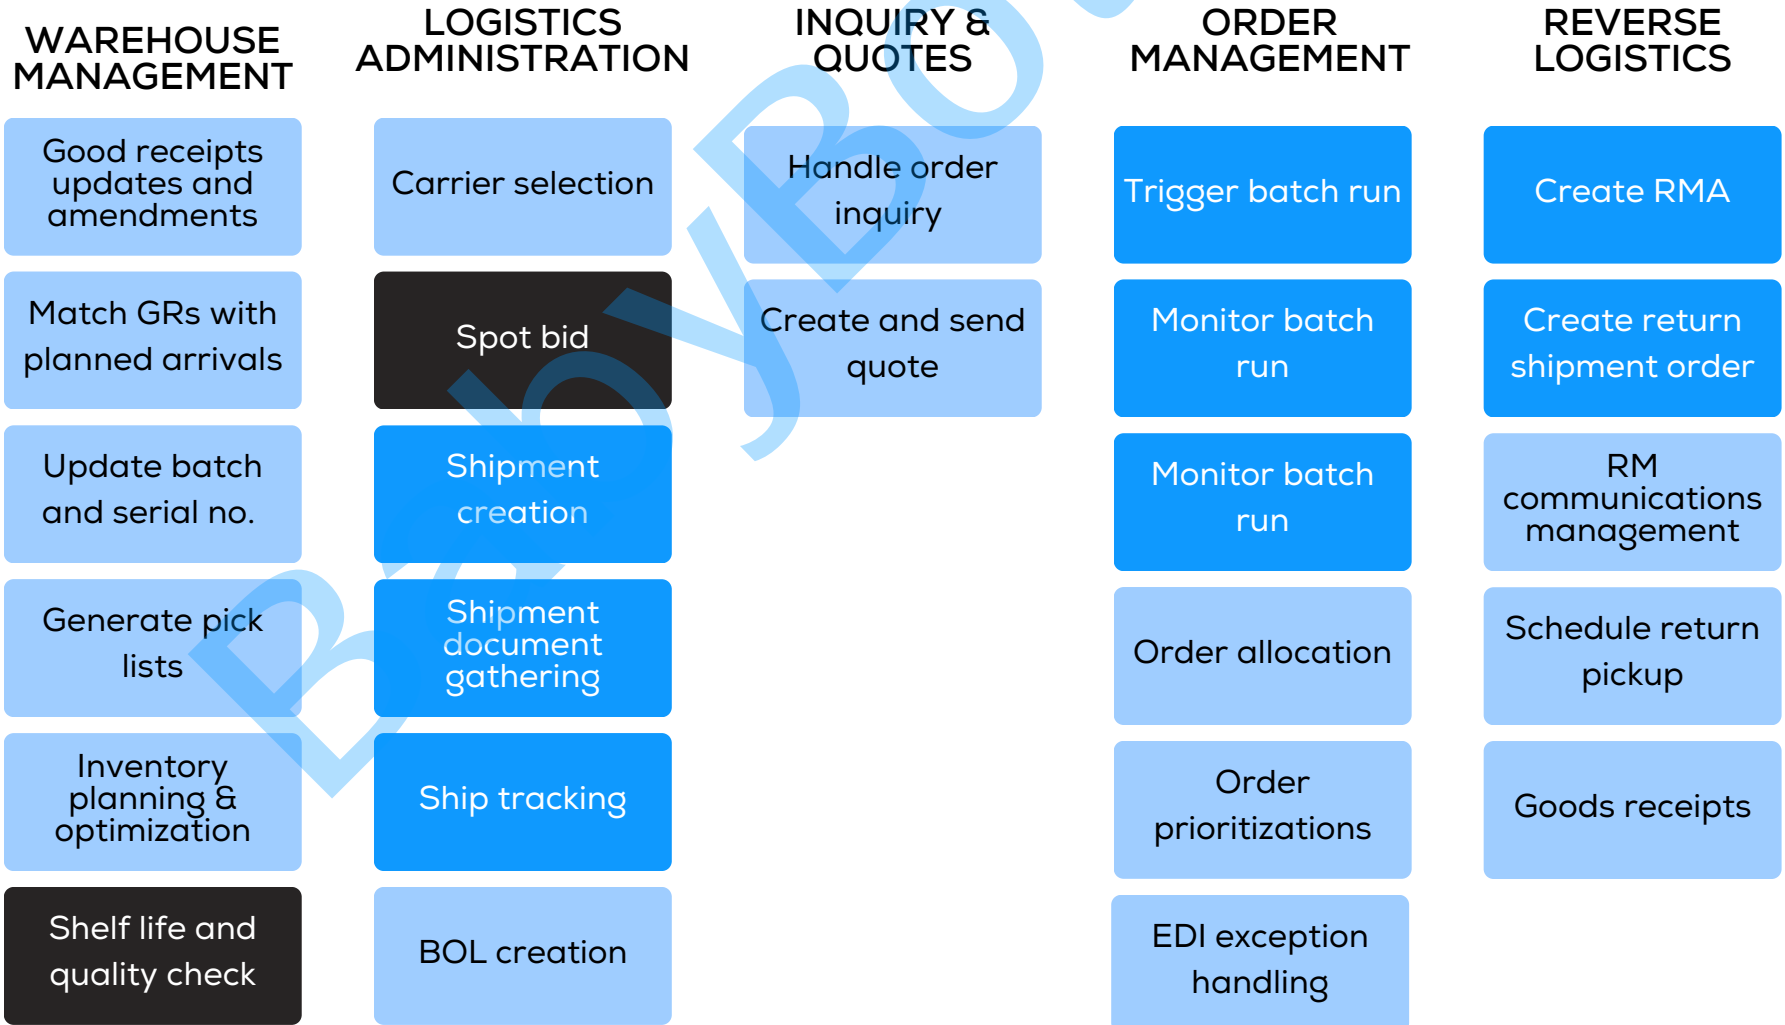 WAREHOUSE
MANAGEMENT
Good receipts
updates and
amendments
Match GRs with
planned arrivals
Update batch
and serial no.
Generate pick
lists
Inventory
planning &
optimization
Shelf life and
quality check
LOGISTICS
ADMINISTRATION
Carrier selection
Spot bid
Shipment
creation
Shipment
document
gathering
Ship tracking
BOL creation
INQUIRY &
QUOTES
Handle order
inquiry
Create and send
quote
ORDER
MANAGEMENT
Trigger batch run
Monitor batch
run
Monitor batch
run
Order allocation
Order
prioritizations
EDI exception
handling
REVERSE
LOGISTICS
Create RMA
Create return
shipment order
RM
communications
management
Schedule return
pickup
Goods receipts